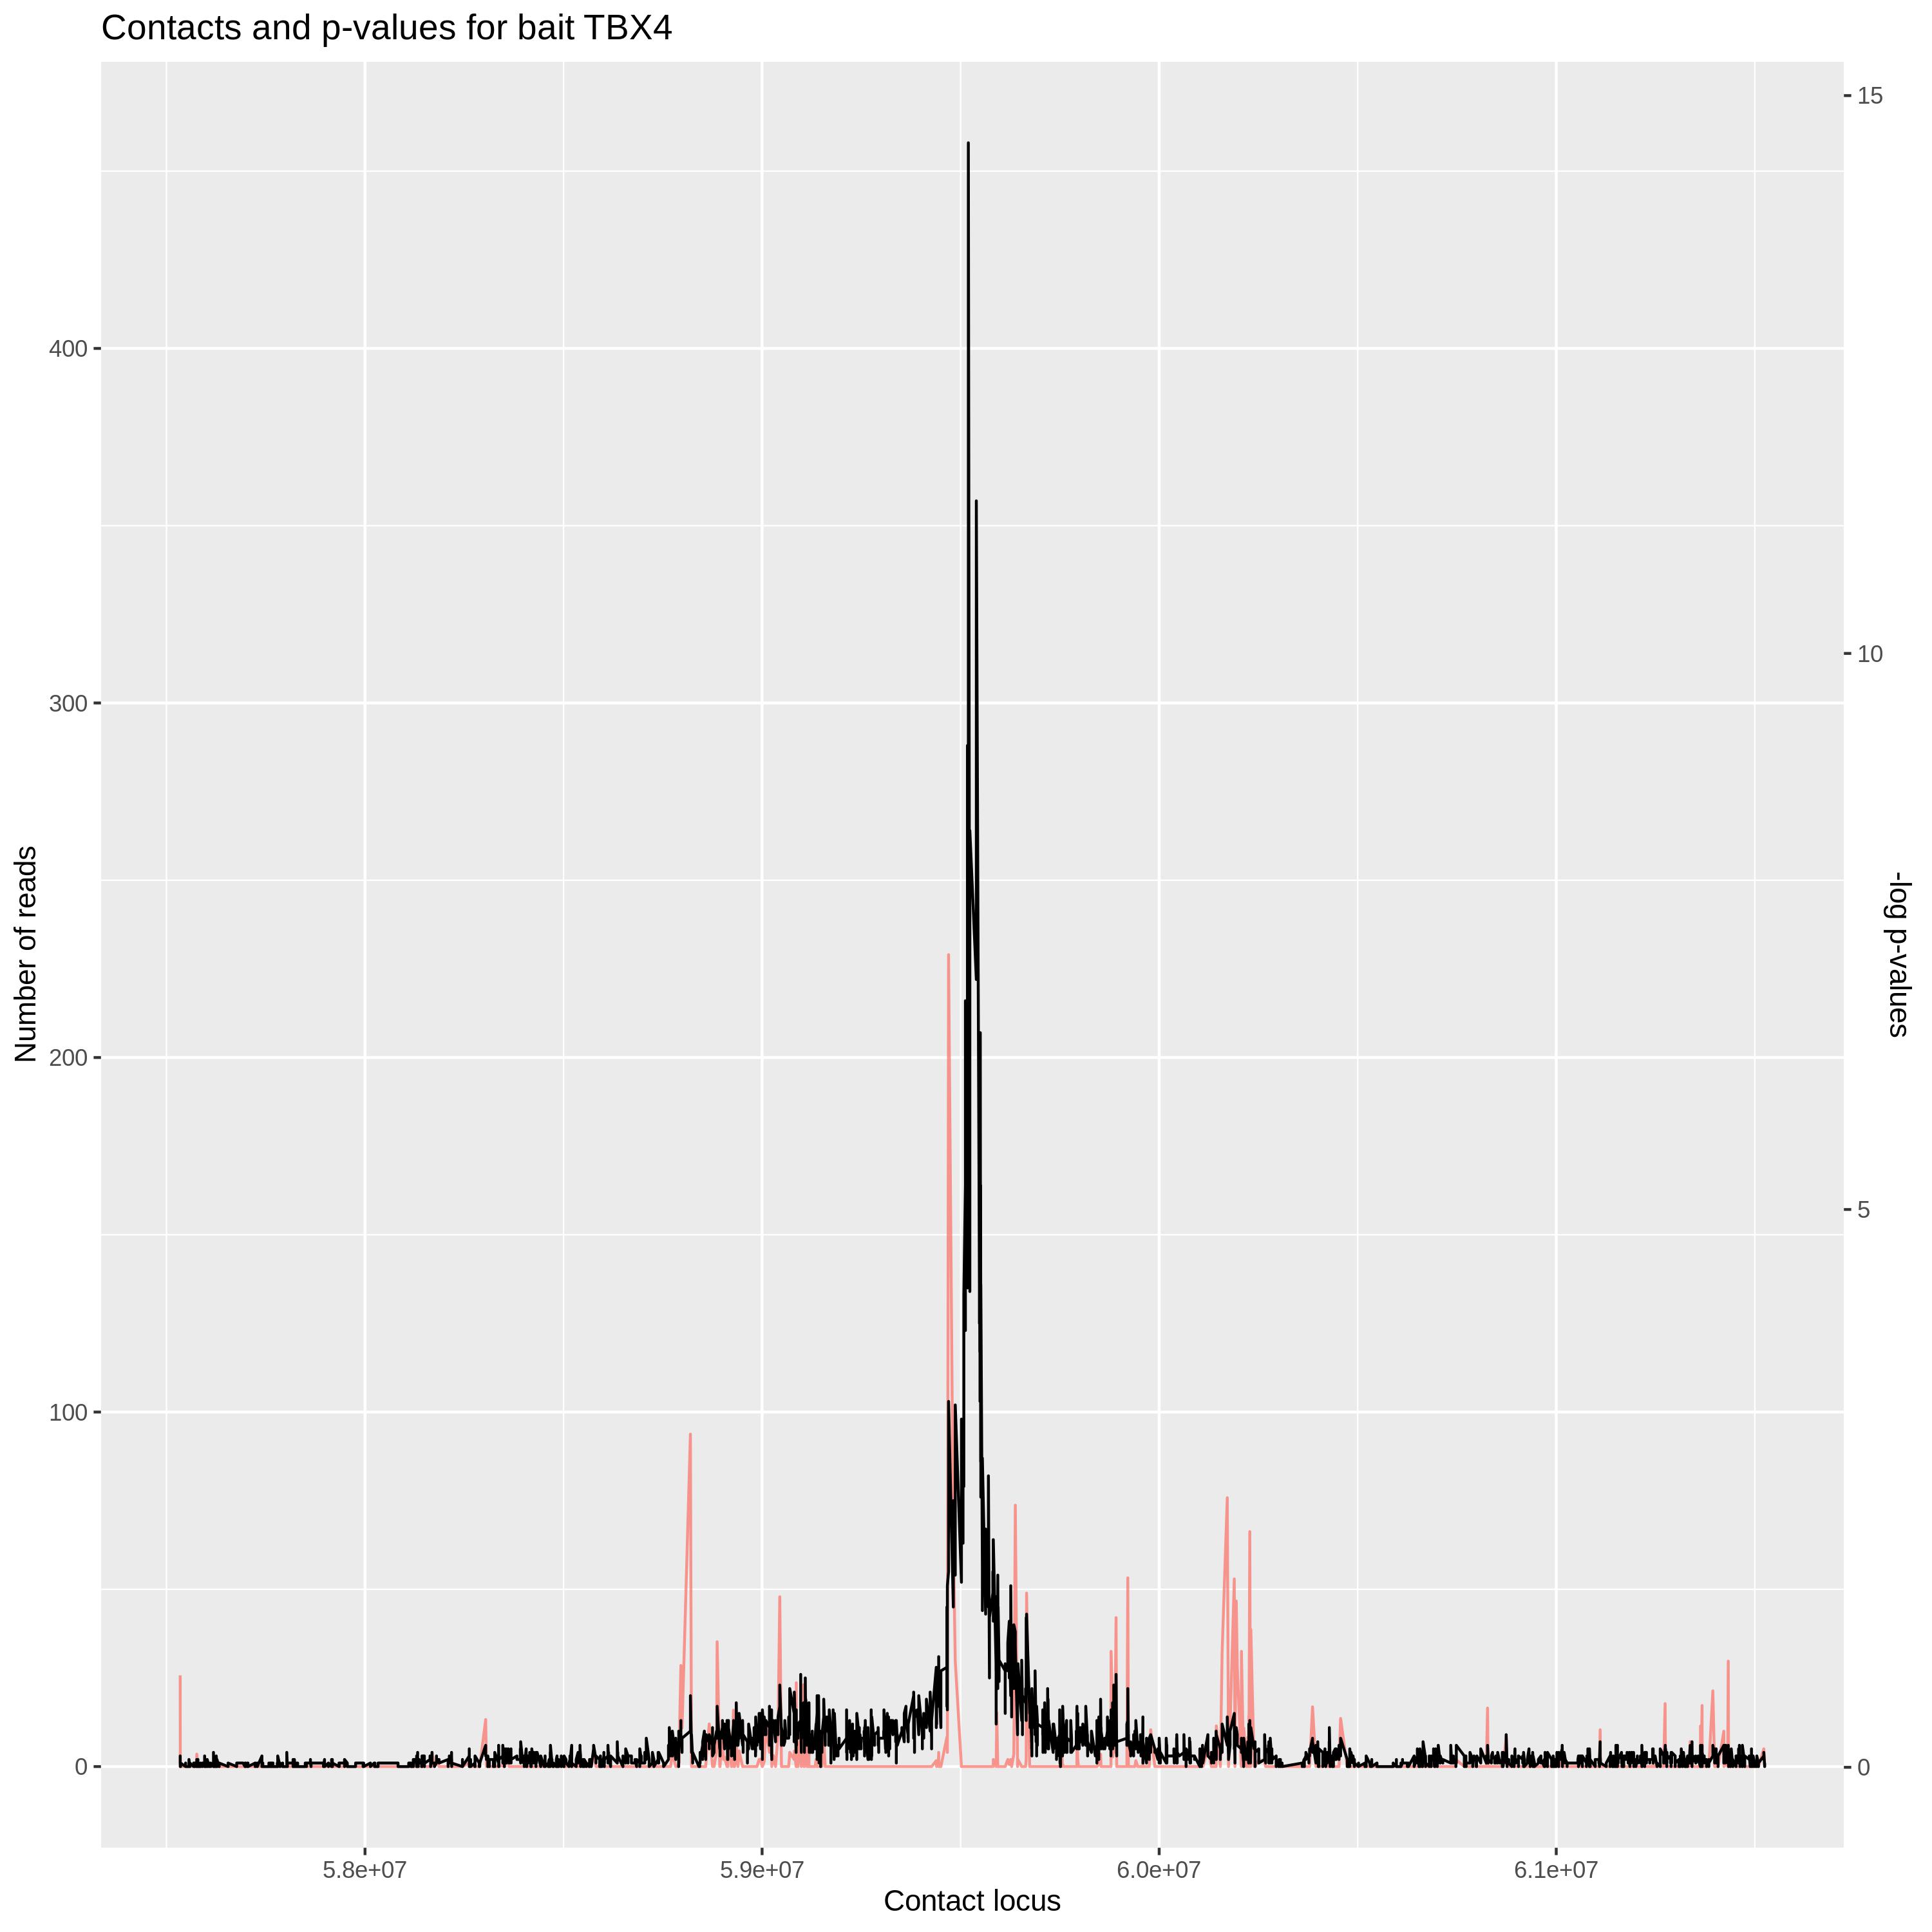 Contacts and p-values for bait TBX4
15
400
10
300
Number of reads
-log p-values
200
5
100
0
0
5.8e+07
5.9e+07
6.0e+07
6.1e+07
Contact locus